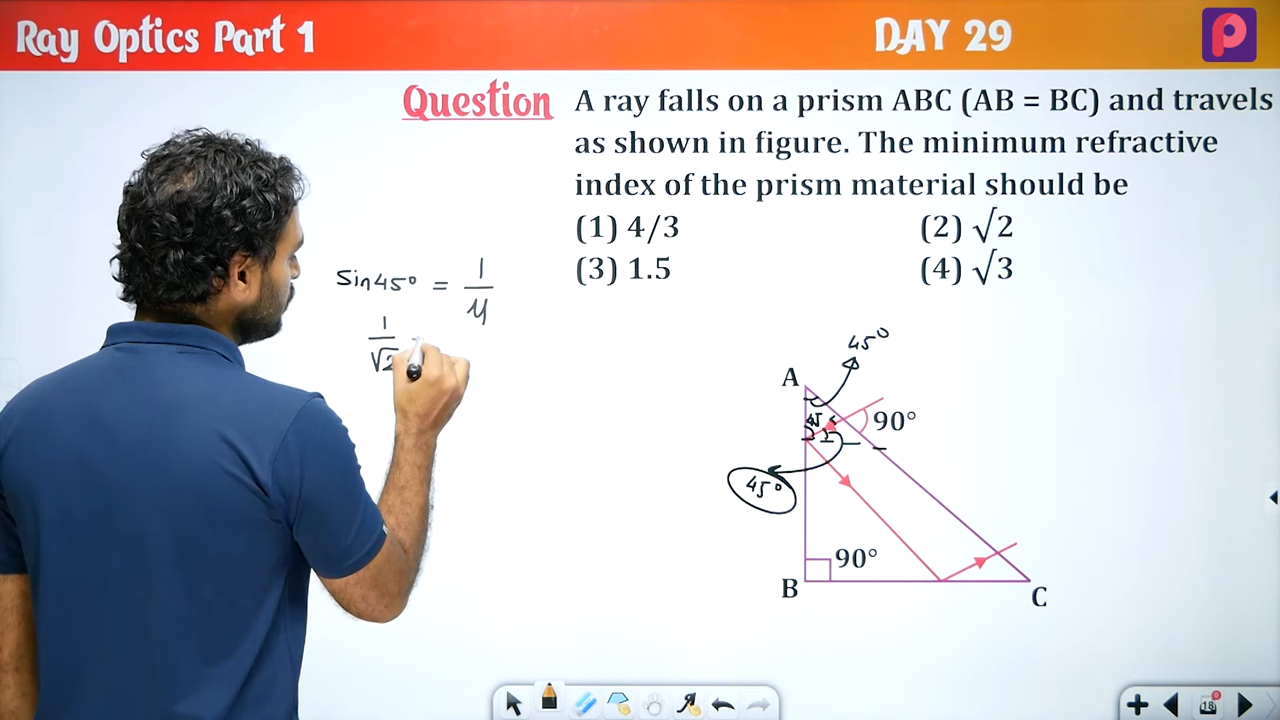 Ray Optics Part 1
DAY 29
Question
A ray falls on a prism ABC (AB = BC) and travels
as shown in figure. The minimum refractive
index of the prism material should be
(1) 4/3
(2) √2
(3) 1.5
(4) √3
sin45° = 1/μ
1/√2
45°
A
45
90°
45°
90°
B
C
18